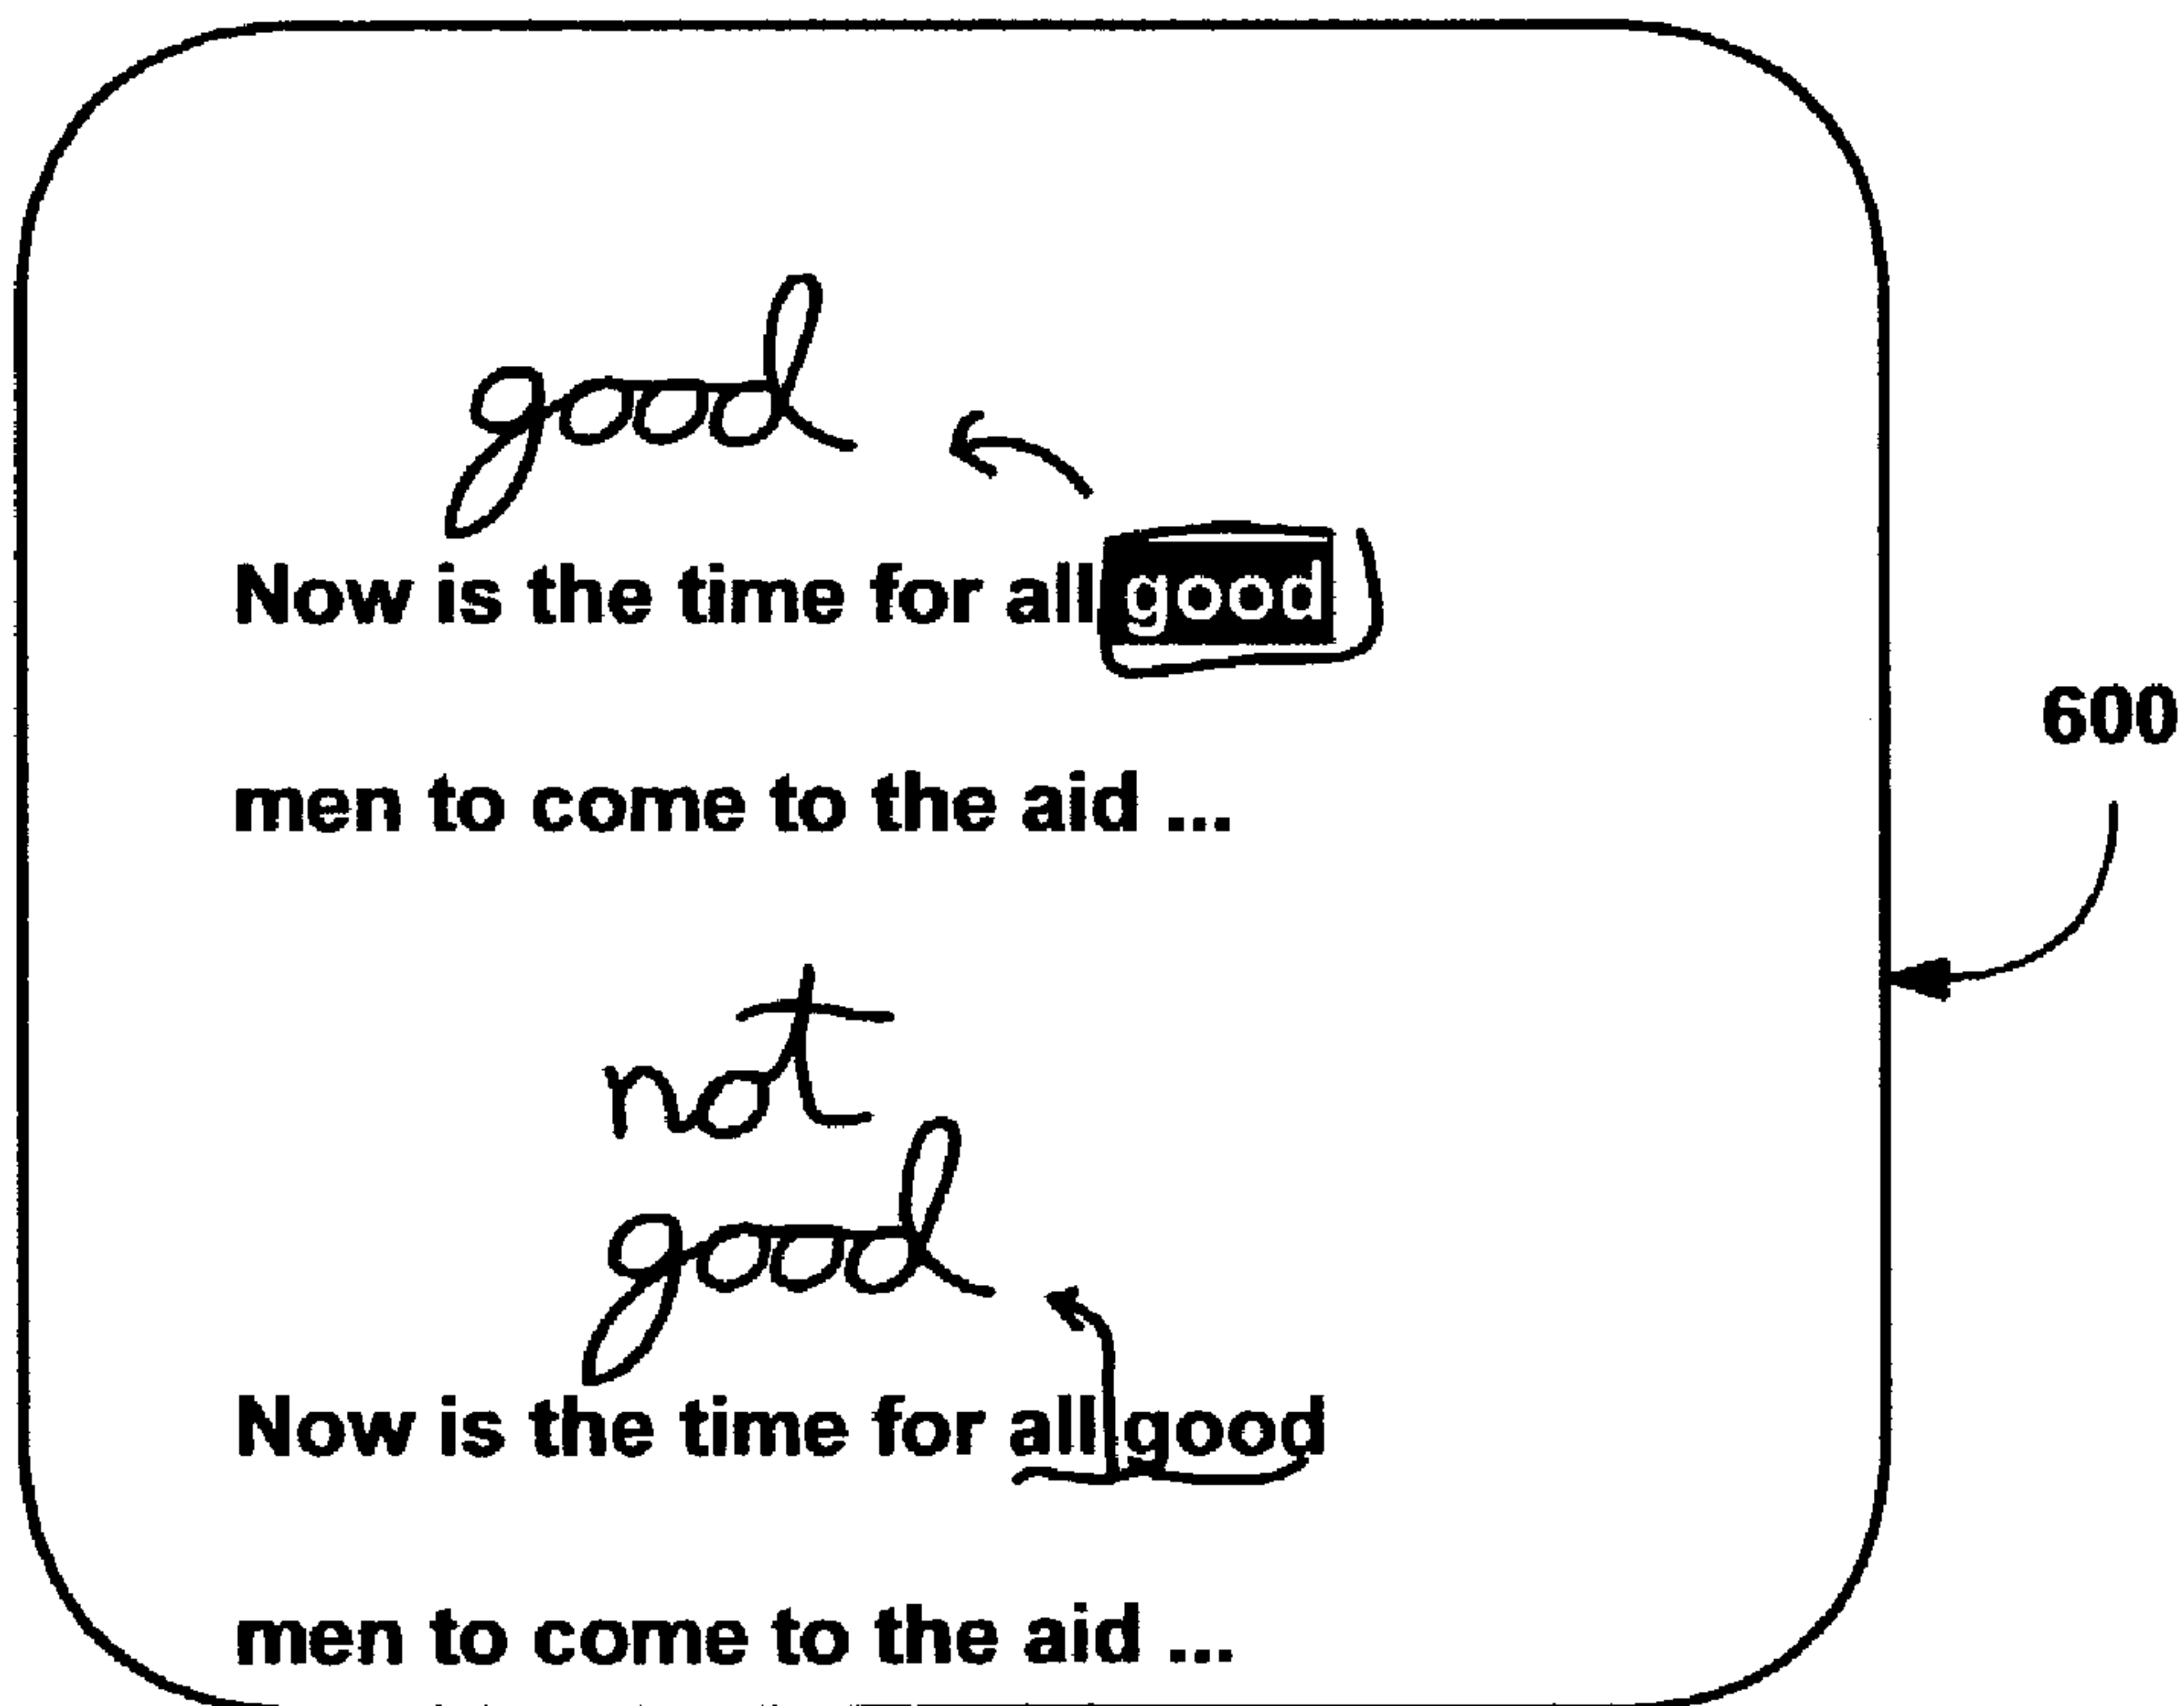 good
Now is the time for all good
600
men to come to the aid ...
not
good
Now is the time for all good
men to come to the aid ...